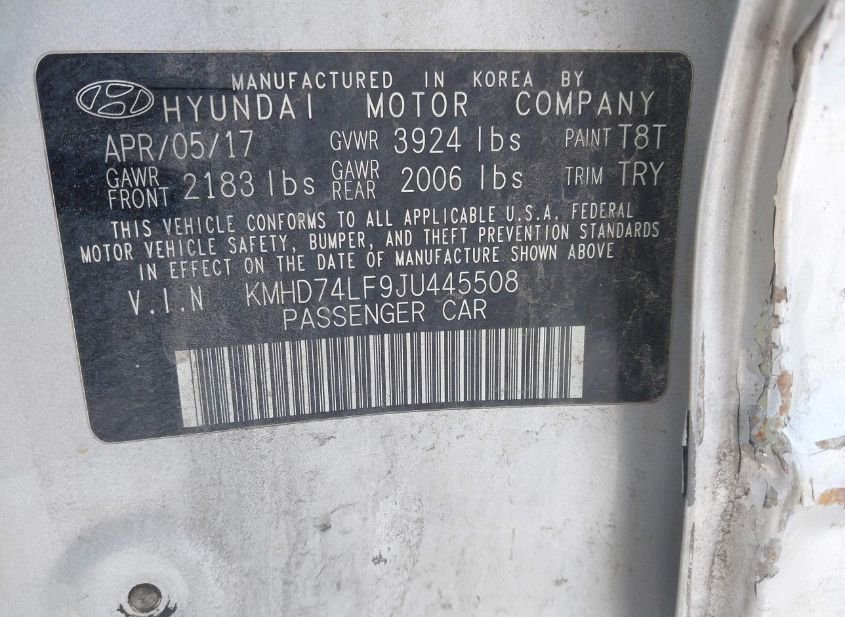 MANUFACTURED IN KOREA BY
HYUNDAI MOTOR COMPANY
APR/05/17 GVWR 3924 lbs PAINT T8T
GAWR FRONT 2183 lbs GAWR REAR 2006 lbs TRIM TRY
THIS VEHICLE CONFORMS TO ALL APPLICABLE U.S.A. FEDERAL
MOTOR VEHICLE SAFETY, BUMPER, AND THEFT PREVENTION STANDARDS
IN EFFECT ON THE DATE OF MANUFACTURE SHOWN ABOVE
V.I.N KMHD74LF9JU445508
PASSENGER CAR